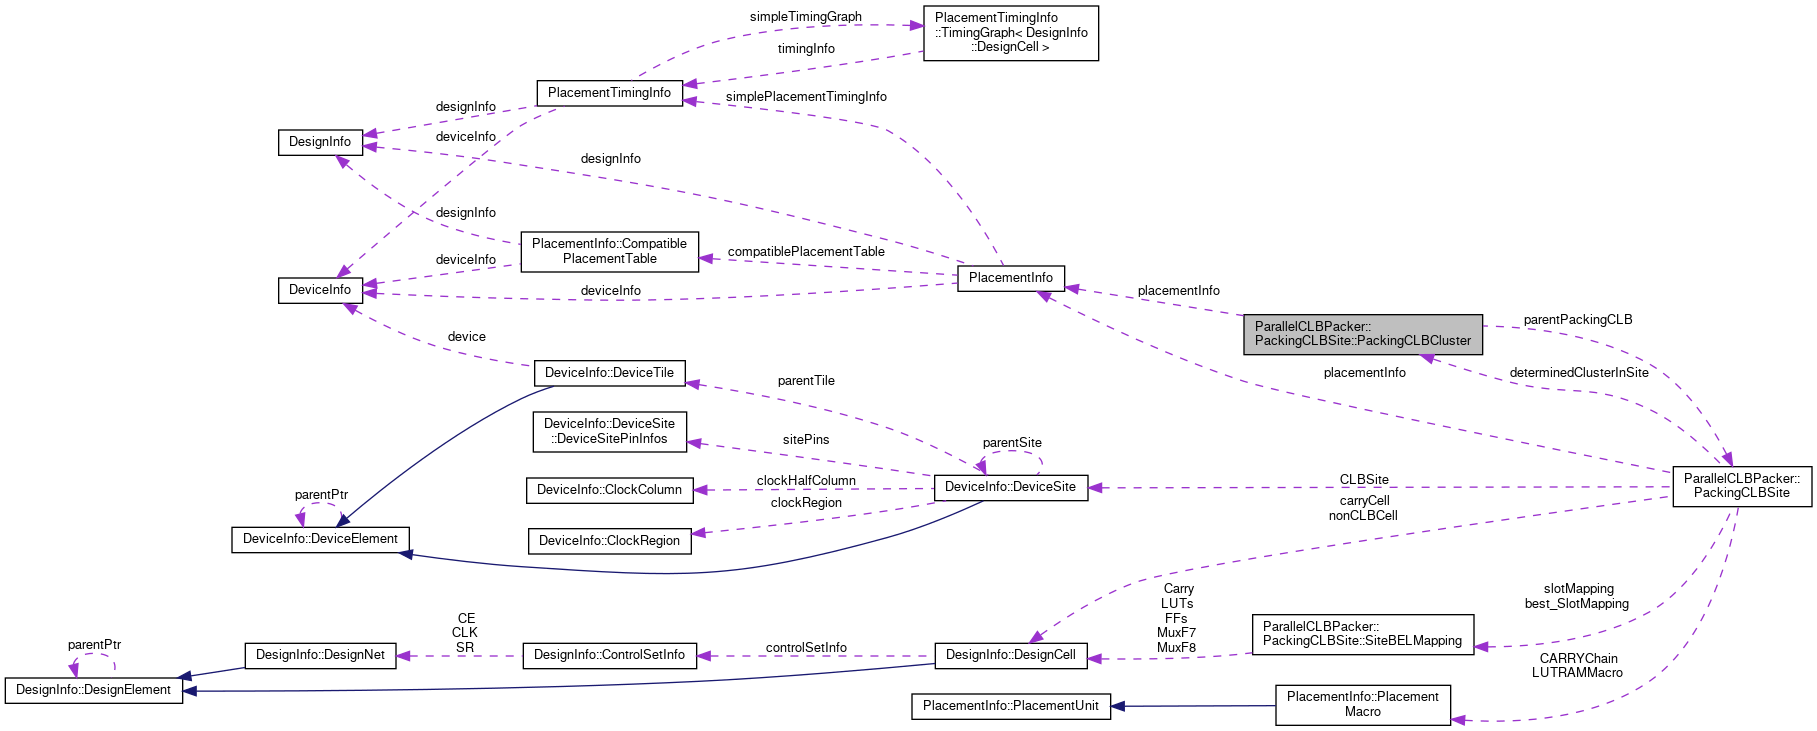 simpleTimingGraph
PlacementTimingInfo
::TimingGraph< DesignInfo
::DesignCell >
timingInfo
PlacementTimingInfo
simplePlacementTimingInfo
designInfo
DesignInfo
deviceInfo
designInfo
designInfo
PlacementInfo::Compatible
PlacementTable
compatiblePlacementTable
deviceInfo
DeviceInfo
deviceInfo
PlacementInfo
placementInfo
ParallelCLBPacker::
PackingCLBSite::PackingCLBCluster
parentPackingCLB
device
DeviceInfo::DeviceTile
parentTile
placementInfo
determinedClusterInSite
DeviceInfo::DeviceSite
::DeviceSitePinInfos
sitePins
parentSite
DeviceInfo::ClockColumn
clockHalfColumn
DeviceInfo::DeviceSite
CLBSite
ParallelCLBPacker::
PackingCLBSite
parentPtr
clockRegion
carryCell
nonCLBCell
DeviceInfo::DeviceElement
DeviceInfo::ClockRegion
Carry
LUTs
FFs
MuxF7
MuxF8
slotMapping
best_SlotMapping
CE
CLK
SR
ParallelCLBPacker::
PackingCLBSite::SiteBELMapping
parentPtr
DesignInfo::DesignNet
DesignInfo::ControlSetInfo
controlSetInfo
DesignInfo::DesignCell
CARRYChain
LUTRAMMacro
DesignInfo::DesignElement
PlacementInfo::PlacementUnit
PlacementInfo::Placement
Macro